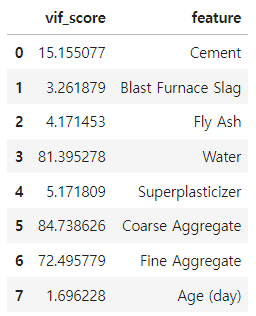 vif_score feature
0 15.155077 Cement
1 3.261879 Blast Furnace Slag
2 4.171453 Fly Ash
3 81.395278 Water
4 5.171809 Superplasticizer
5 84.738626 Coarse Aggregate
6 72.495779 Fine Aggregate
7 1.696228 Age (day)